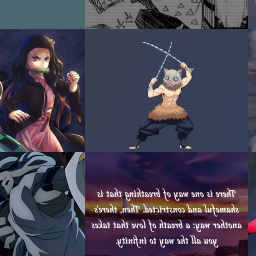 There is one way of breathing that is
shameful and constricted. Then, there's
another way: a breath of love that takes
you all the way to infinity.